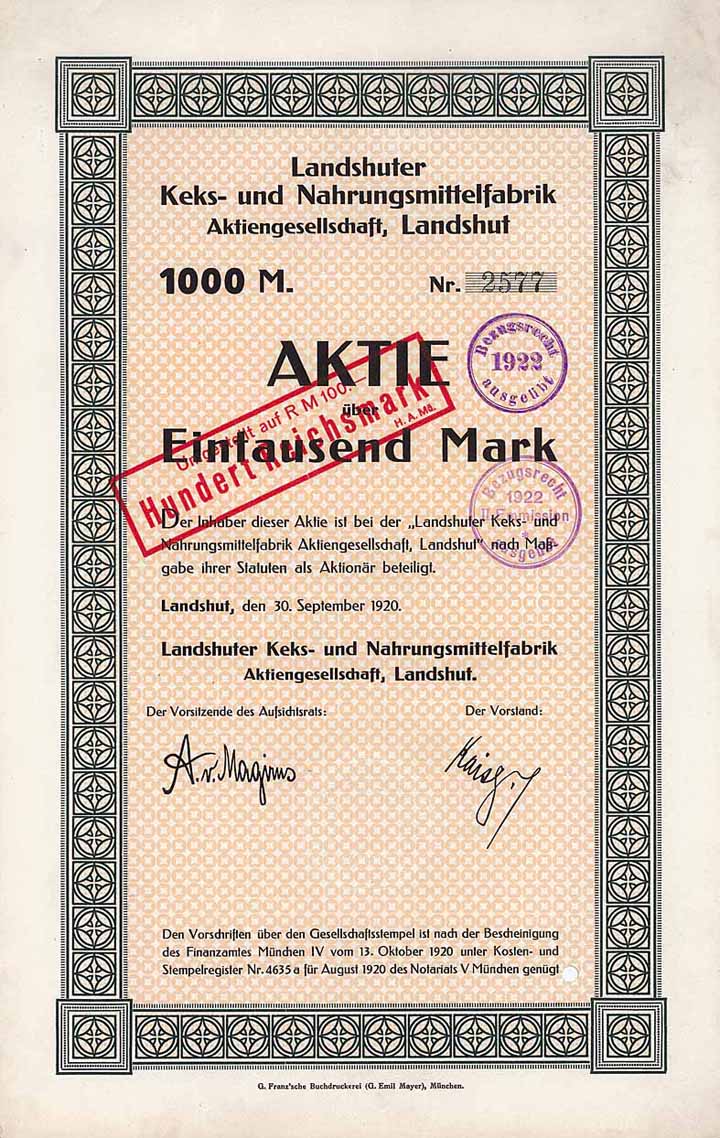 Landshuter
Keks- und Nahrungsmittelfabrik
Aktiengesellschaft, Landshut
1000 M.
Nr. 2577
Bezugsrecht
1922
ausgeübt
AKTIE
über
Eintausend Mark
Umgestellt auf RM 100.—
Hundert Reichsmark
H. A. Mä.
Bezugsrecht
1922
II. Emmission
ausgeübt
Der Inhaber dieser Aktie ist bei der „Landshuter Keks- und
Nahrungsmittelfabrik Aktiengesellschaft, Landshut" nach Maß-
gabe ihrer Statuten als Aktionär beteiligt.
Landshut, den 30. September 1920.
Landshuter Keks- und Nahrungsmittelfabrik
Aktiengesellschaft, Landshut.
Der Vorsitzende des Aufsichtsrats:
Der Vorstand:
A. v. Magirus
Den Vorschriften über den Gesellschaftsstempel ist nach der Bescheinigung
des Finanzamtes München IV vom 13. Oktober 1920 unter Kosten- und
Stempelregister Nr. 4635 a für August 1920 des Notariats V München genügt
G. Franz'sche Buchdruckerei (G. Emil Mayer), München.